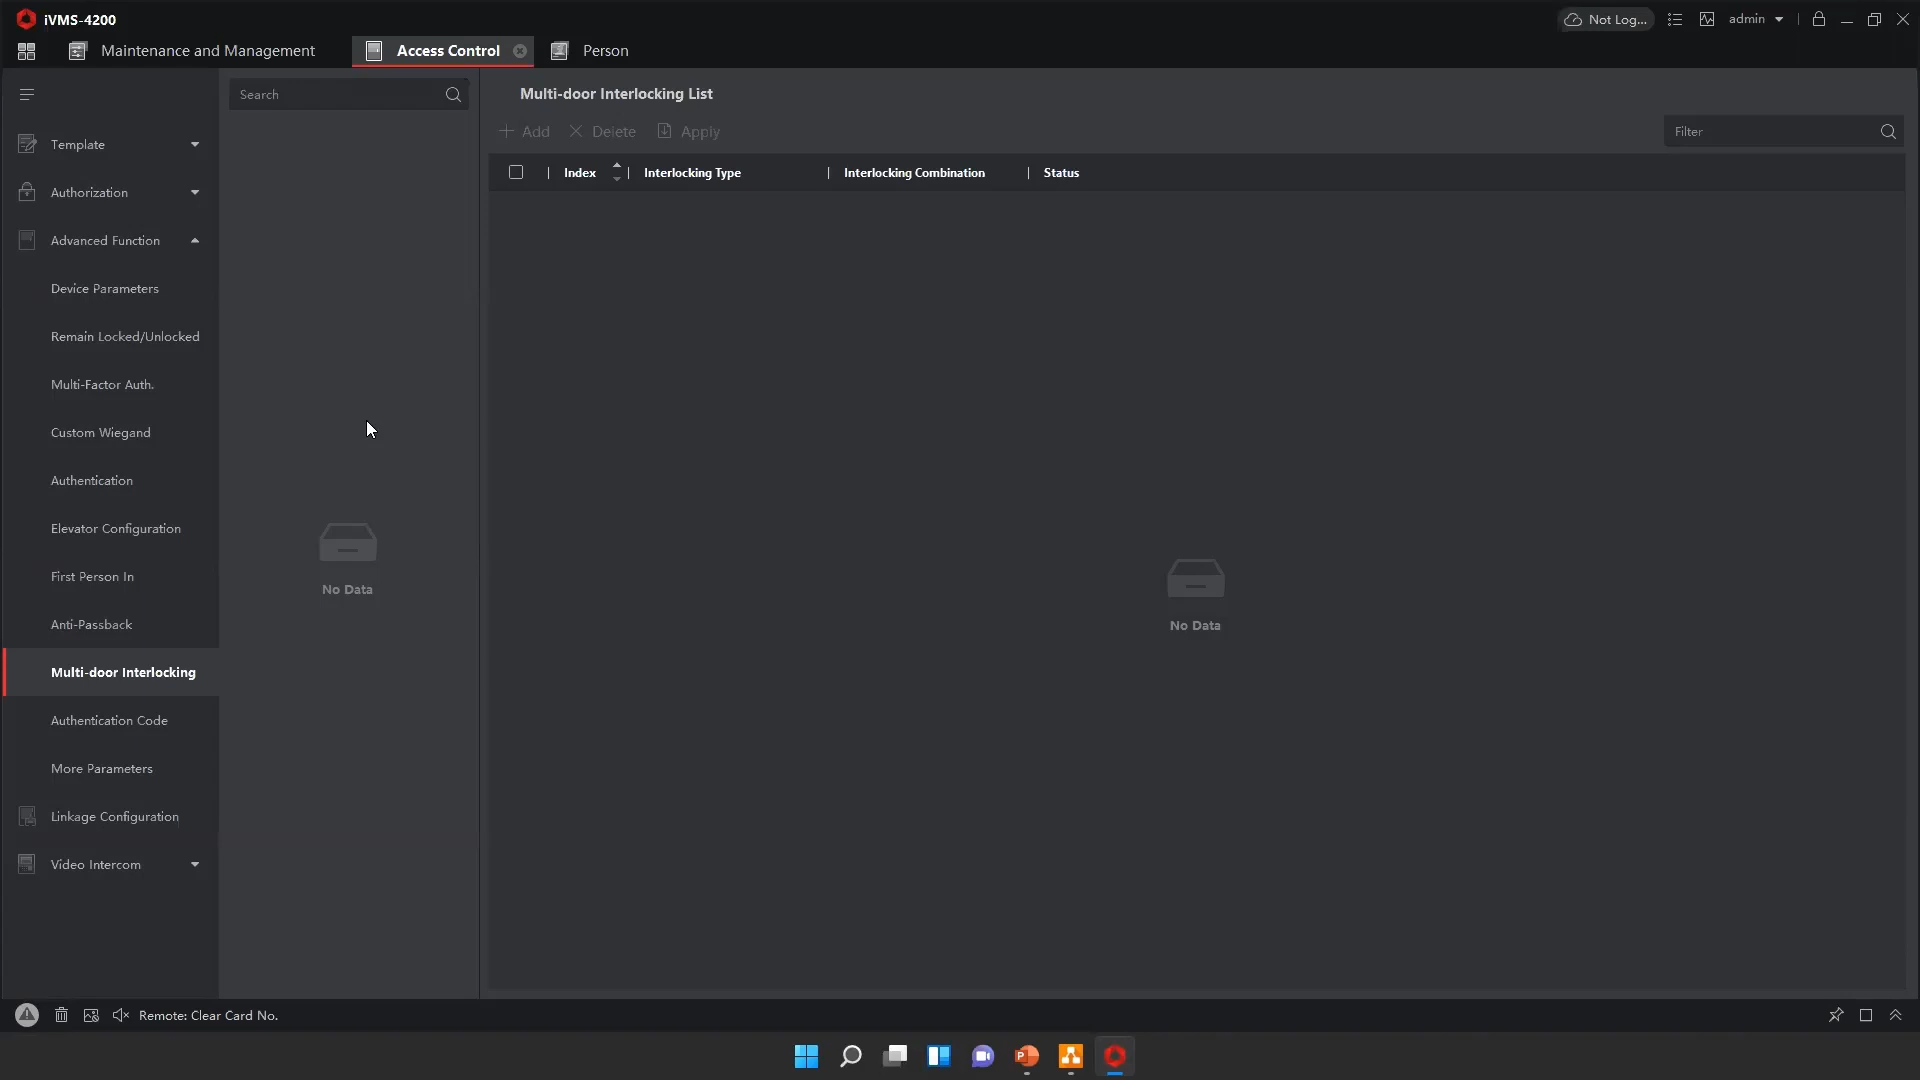 iVMS-4200
Not Log...
admin
Maintenance and Management
Access Control
Person
Search
Multi-door Interlocking List
Add
Delete
Apply
Filter
Index
Interlocking Type
Interlocking Combination
Status
Template
Authorization
Advanced Function
Device Parameters
Remain Locked/Unlocked
Multi-Factor Auth.
Custom Wiegand
Authentication
Elevator Configuration
First Person In
Anti-Passback
Multi-door Interlocking
Authentication Code
More Parameters
Linkage Configuration
Video Intercom
No Data
No Data
Remote: Clear Card No.